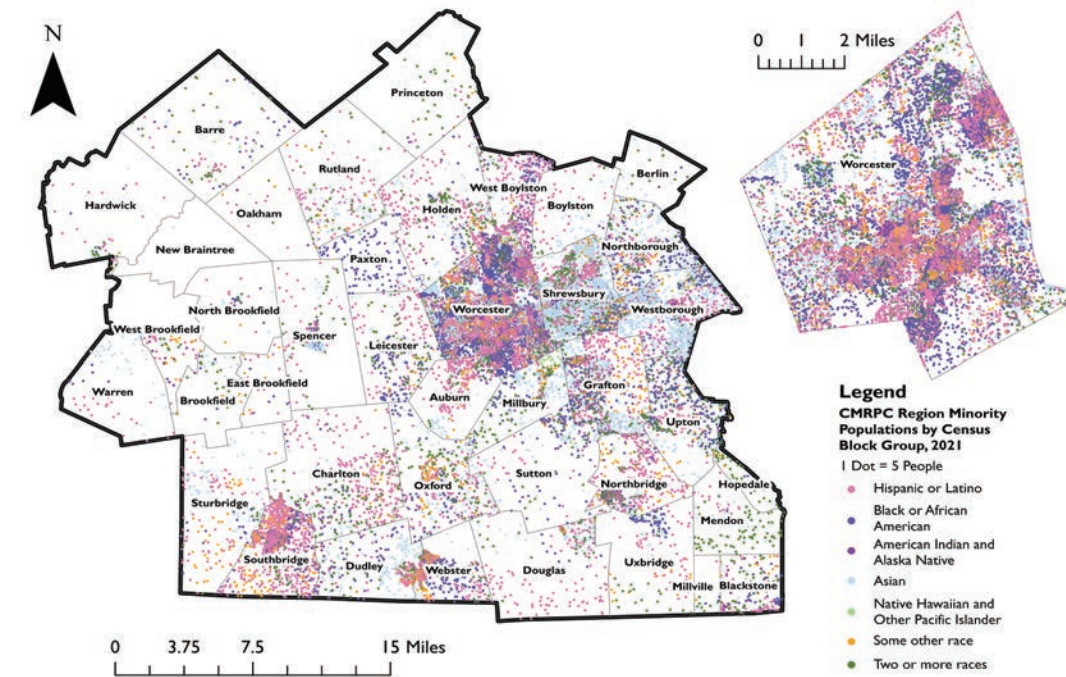 N
0 1 2 Miles
Princeton
Barre
Rutland
Worcester
West Boylston
Berlin
Hardwick
Holden
Boylston
Oakham
New Braintree
Northborough
Paxton
Shrewsbury
North Brookfield
Worcester
Westborough
West Brookfield
Spencer
Leicester
East Brookfield
Grafton
Warren
Brookfield
Auburn
Millbury
Upton
Charlton
Oxford
Sutton
Northbridge
Hopedale
Sturbridge
Mendon
Southbridge
Dudley
Webster
Douglas
Uxbridge
Millville
Blackstone
Legend
CMRPC Region Minority
Populations by Census
Block Group, 2021
1 Dot = 5 People
Hispanic or Latino
Black or African
American
American Indian and
Alaska Native
Asian
Native Hawaiian and
Other Pacific Islander
Some other race
Two or more races
0 3.75 7.5 15 Miles